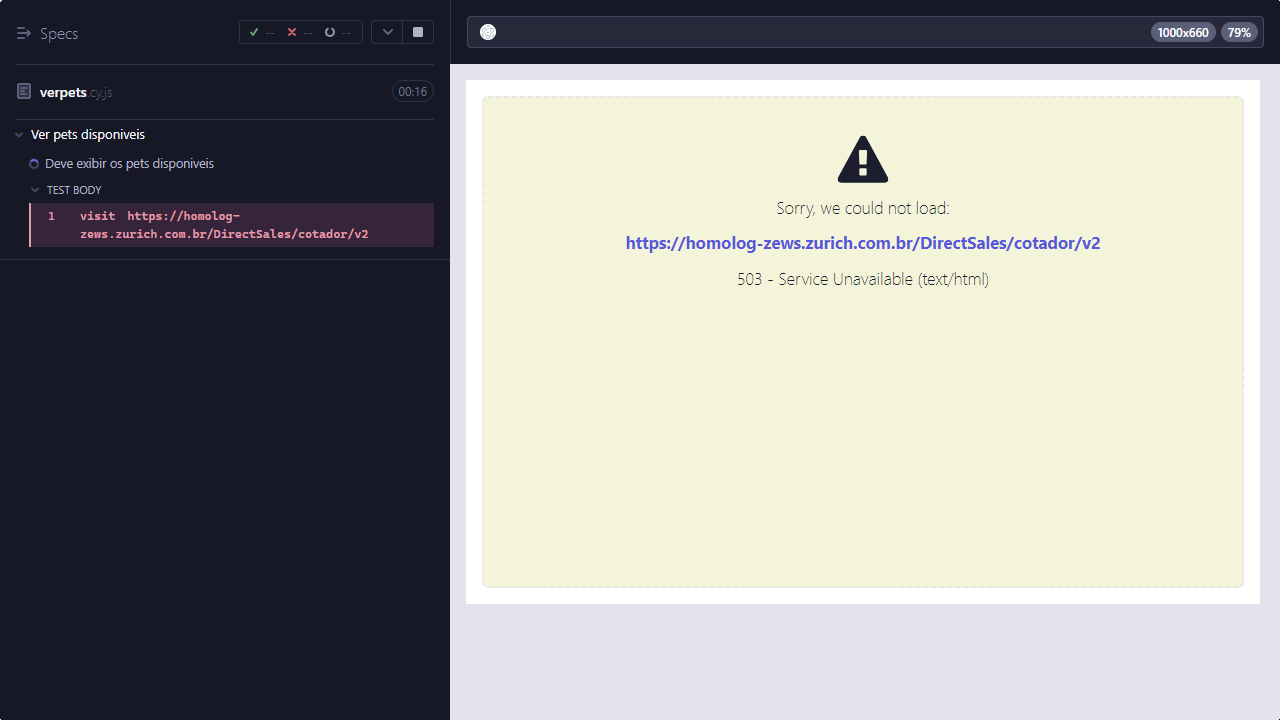 Specs
-- -- --
verpets.cy.js
00:16
Ver pets disponiveis
Deve exibir os pets disponiveis
TEST BODY
1 visit https://homolog-
zews.zurich.com.br/DirectSales/cotador/v2
1000x660 79%
Sorry, we could not load:
https://homolog-zews.zurich.com.br/DirectSales/cotador/v2
503 - Service Unavailable (text/html)